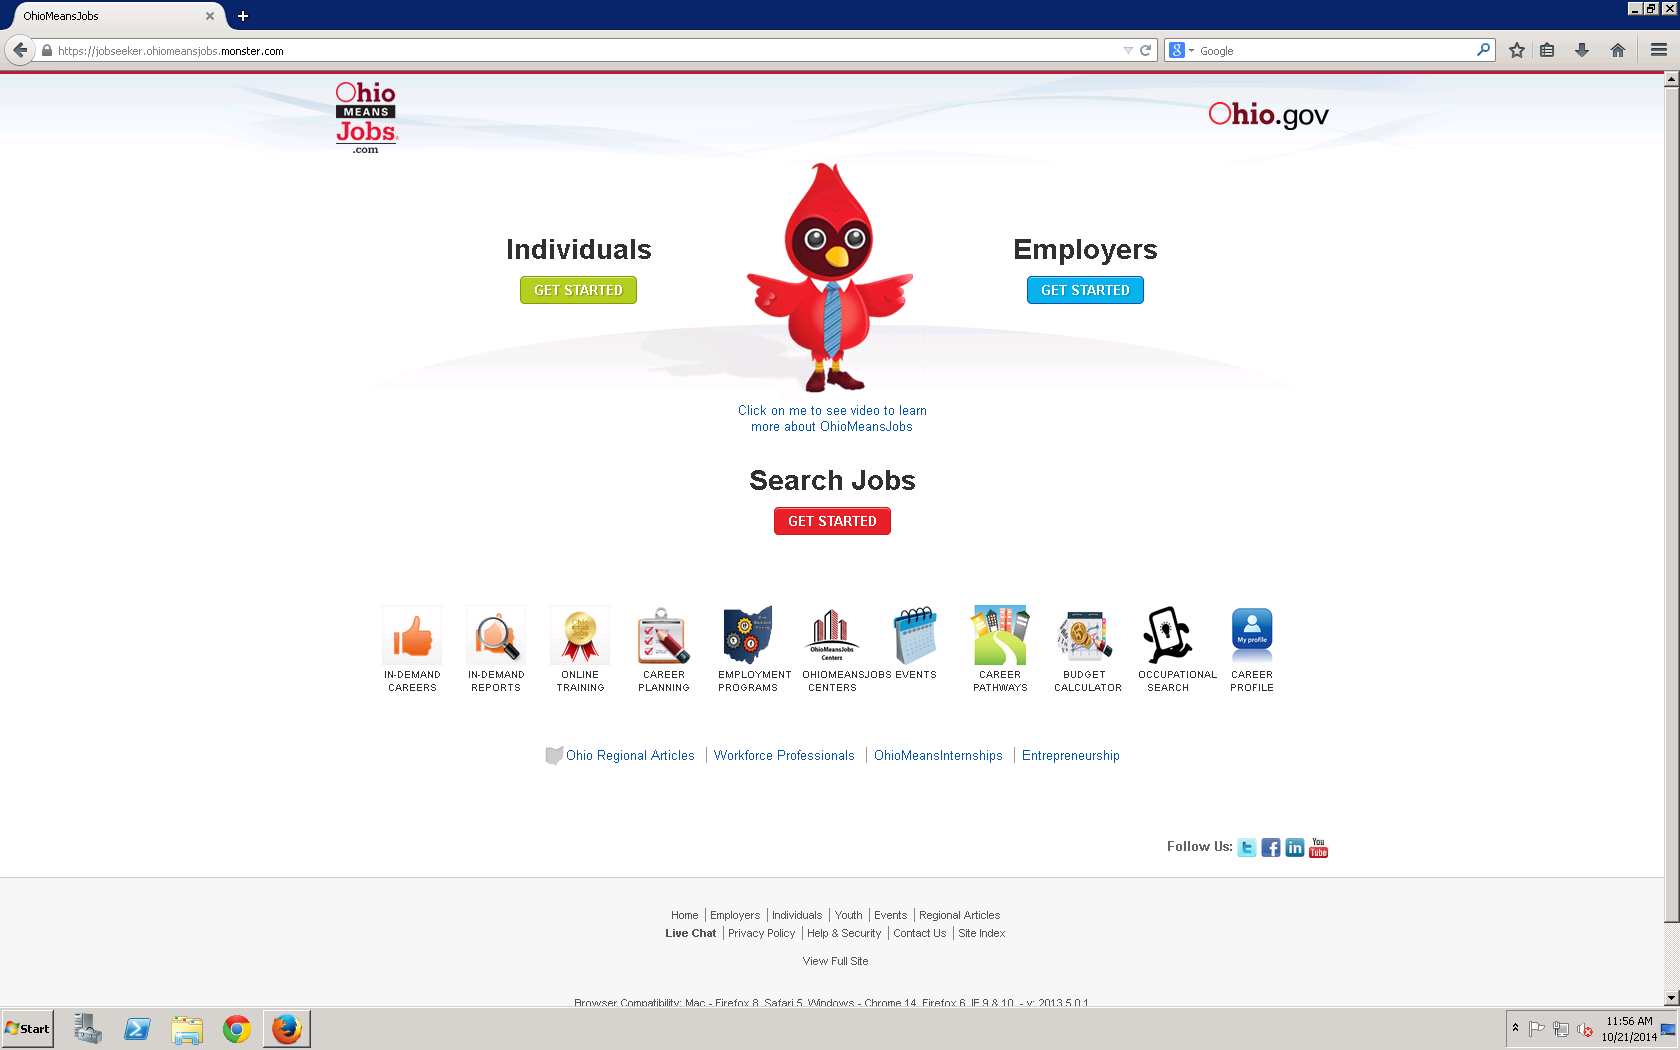 OhioMeansJobs
https://jobseeker.ohiomeansjobs.monster.com
Google
Ohio
MEANS
Jobs
.com
Ohio.gov
Individuals
GET STARTED
Employers
GET STARTED
Click on me to see video to learn
more about OhioMeansJobs
Search Jobs
GET STARTED
IN-DEMAND
CAREERS
IN-DEMAND
REPORTS
ONLINE
TRAINING
CAREER
PLANNING
EMPLOYMENT
PROGRAMS
OhioMeansJobs
Centers
OHIOMEANSJOBS
CENTERS
EVENTS
CAREER
PATHWAYS
BUDGET
CALCULATOR
OCCUPATIONAL
SEARCH
My profile
CAREER
PROFILE
Ohio Regional Articles | Workforce Professionals | OhioMeansInternships | Entrepreneurship
Follow Us:
You
Tube
Home | Employers | Individuals | Youth | Events | Regional Articles
Live Chat | Privacy Policy | Help & Security | Contact Us | Site Index
View Full Site
Browser Compatibility: Mac - Firefox 8, Safari 5, Windows - Chrome 14, Firefox 6, IE 9 & 10, - v: 2013.5.0.1
Start
11:56 AM
10/21/2014